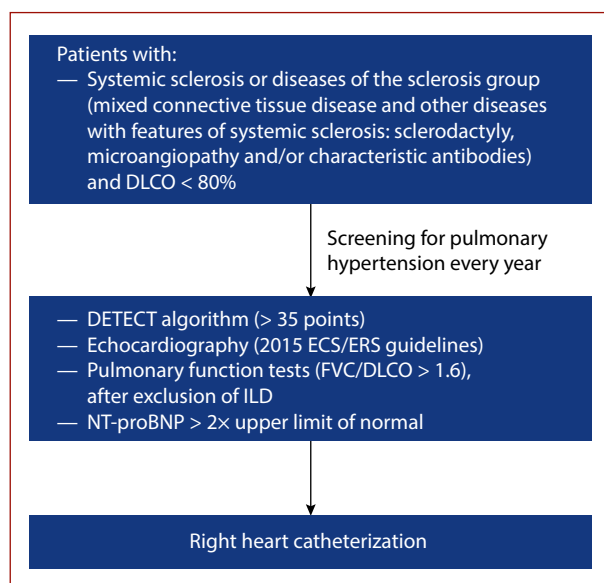 Patients with:
— Systemic sclerosis or diseases of the sclerosis group
(mixed connective tissue disease and other diseases
with features of systemic sclerosis: sclerodactyly,
microangiopathy and/or characteristic antibodies)
and DLCO < 80%
Screening for pulmonary
hypertension every year
— DETECT algorithm (> 35 points)
— Echocardiography (2015 ECS/ERS guidelines)
— Pulmonary function tests (FVC/DLCO > 1.6),
after exclusion of ILD
— NT-proBNP > 2× upper limit of normal
Right heart catheterization